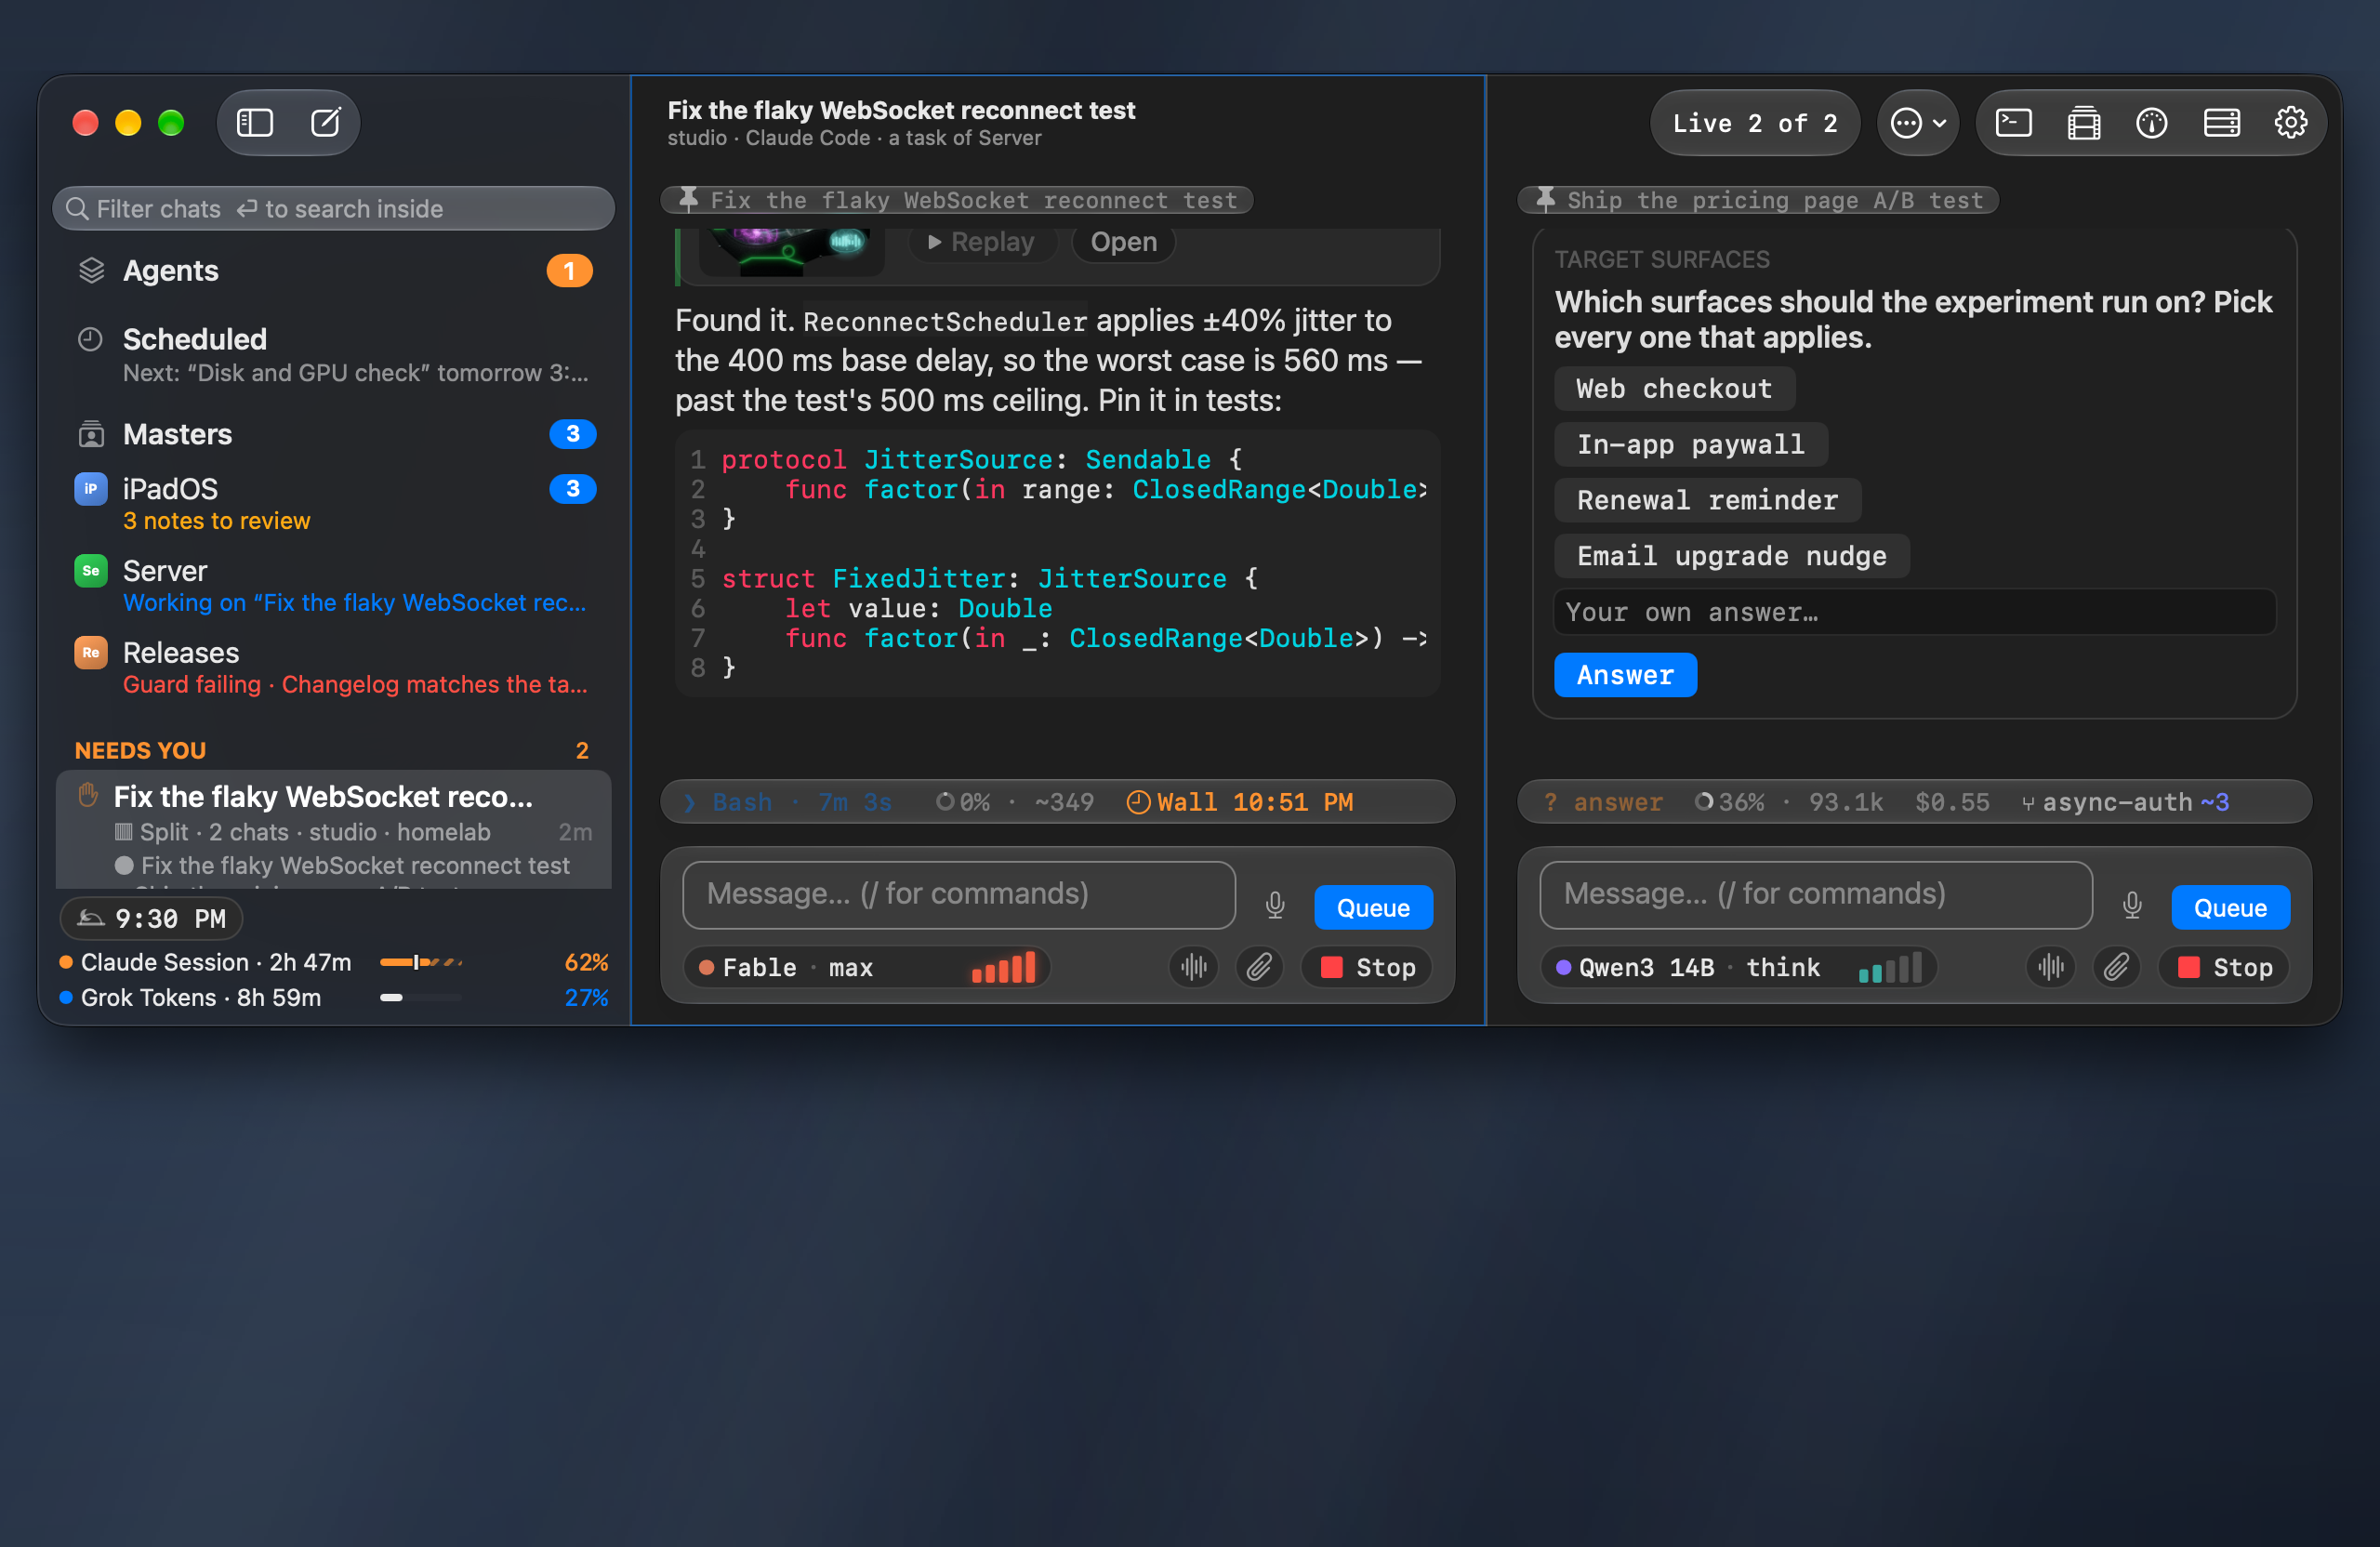 Filter chats ⏎ to search inside
Agents 1
Scheduled
Next: “Disk and GPU check” tomorrow 3:...
Masters 3
iP iPadOS 3
3 notes to review
Se Server
Working on “Fix the flaky WebSocket rec...
Re Releases
Guard failing · Changelog matches the ta...
NEEDS YOU 2
Fix the flaky WebSocket reco...
Split · 2 chats · studio · homelab 2m
Fix the flaky WebSocket reconnect test
9:30 PM
Claude Session · 2h 47m 62%
Grok Tokens · 8h 59m 27%
Fix the flaky WebSocket reconnect test
studio · Claude Code · a task of Server
Fix the flaky WebSocket reconnect test
Replay Open
Found it. ReconnectScheduler applies ±40% jitter to
the 400 ms base delay, so the worst case is 560 ms —
past the test's 500 ms ceiling. Pin it in tests:
1 protocol JitterSource: Sendable {
2 func factor(in range: ClosedRange<Double>
3 }
4
5 struct FixedJitter: JitterSource {
6 let value: Double
7 func factor(in _: ClosedRange<Double>) ->
8 }
❯ Bash · 7m 3s 0% · ~349 Wall 10:51 PM
Message... (/ for commands) Queue
Fable · max Stop
Live 2 of 2
Ship the pricing page A/B test
TARGET SURFACES
Which surfaces should the experiment run on? Pick
every one that applies.
Web checkout
In-app paywall
Renewal reminder
Email upgrade nudge
Your own answer…
Answer
? answer 36% · 93.1k $0.55 async-auth ~3
Message... (/ for commands) Queue
Qwen3 14B · think Stop